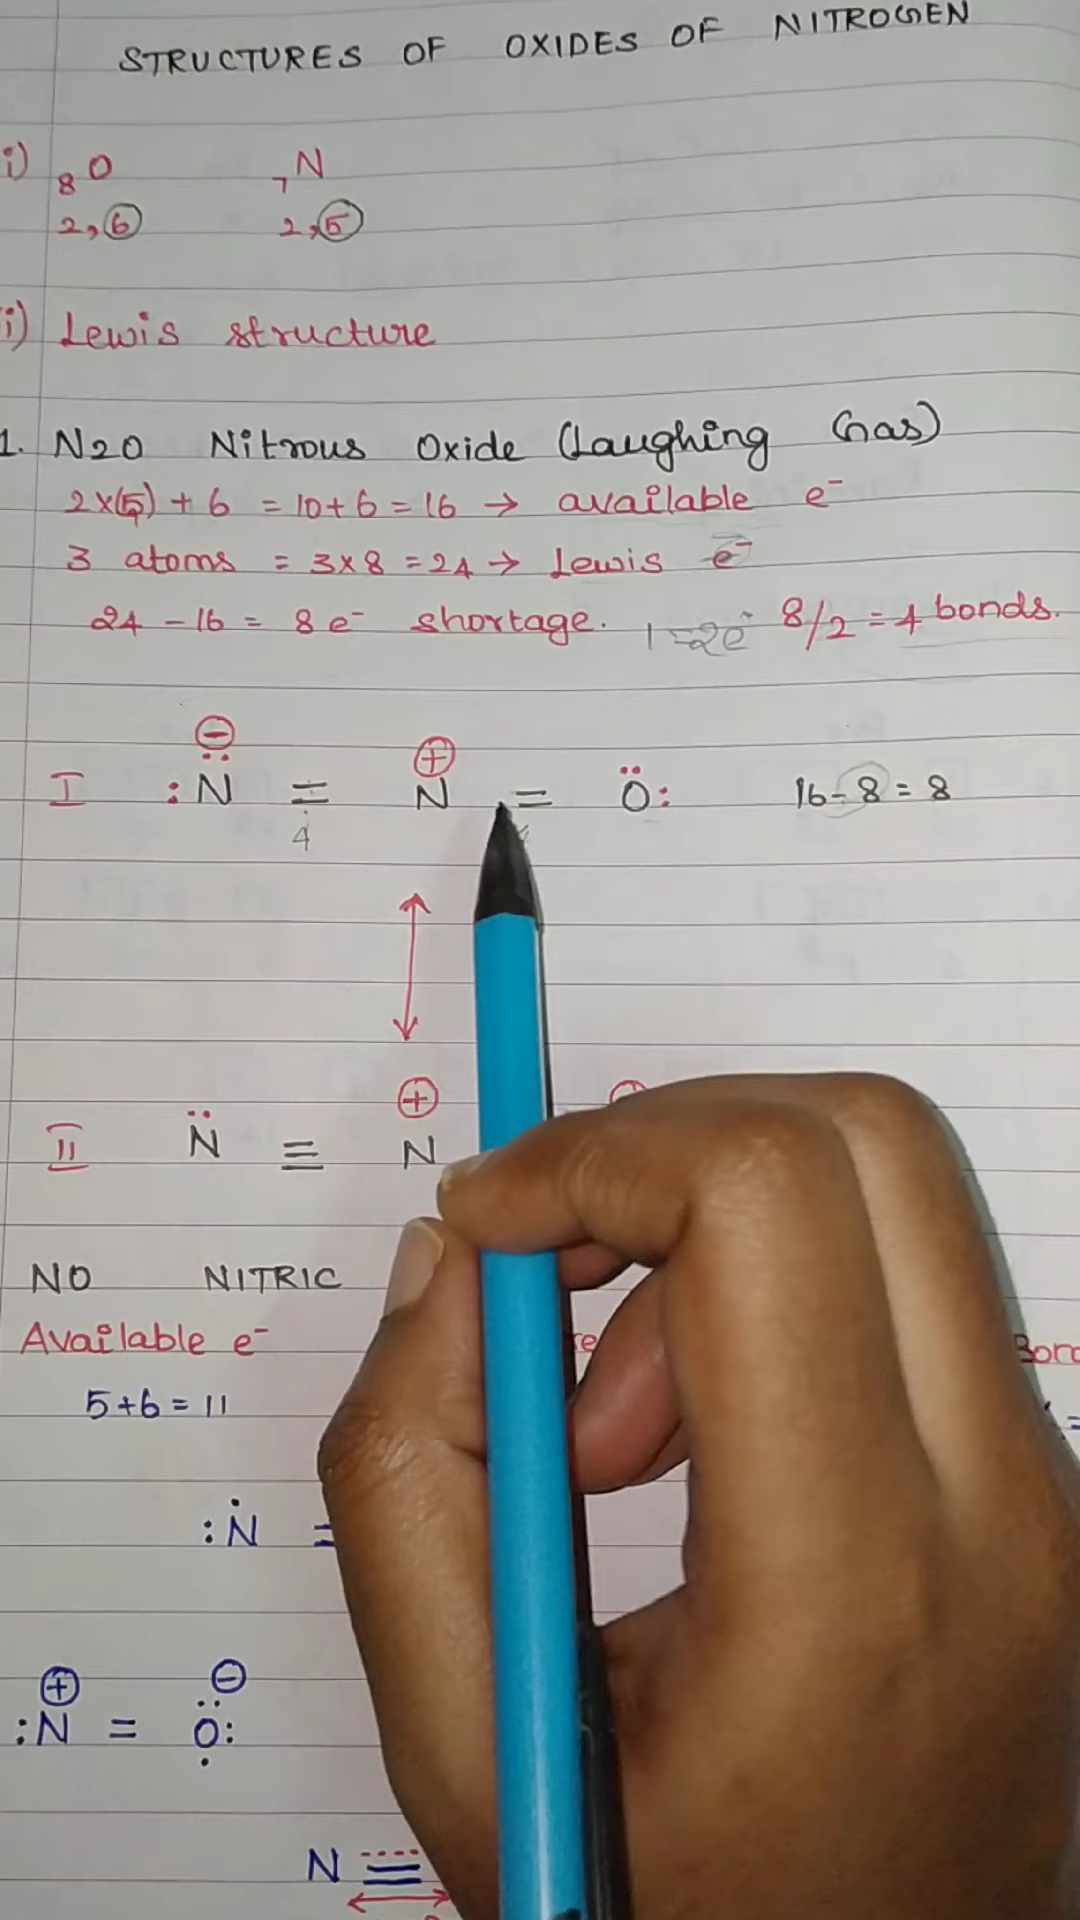 STRUCTURES OF OXIDES OF NITROGEN
i) 8O 7N
2,6 2,5
i) Lewis structure
1. N2O Nitrous Oxide (Laughing Gas)
2×(5) + 6 = 10+6 = 16 → available e⁻
3 atoms = 3×8 = 24 → Lewis e⁻
24 - 16 = 8e⁻ shortage. 1=2e⁻ 8/2 = 4 bonds.
I :N̈⊖ = N⊕ = Ö: 16-8=8
4
II N̈ ≡ N⊕
NO NITRIC
Available e⁻
5+6=11
:Ṅ =
:N⊕ = Ọ̈:⊖
N ≡